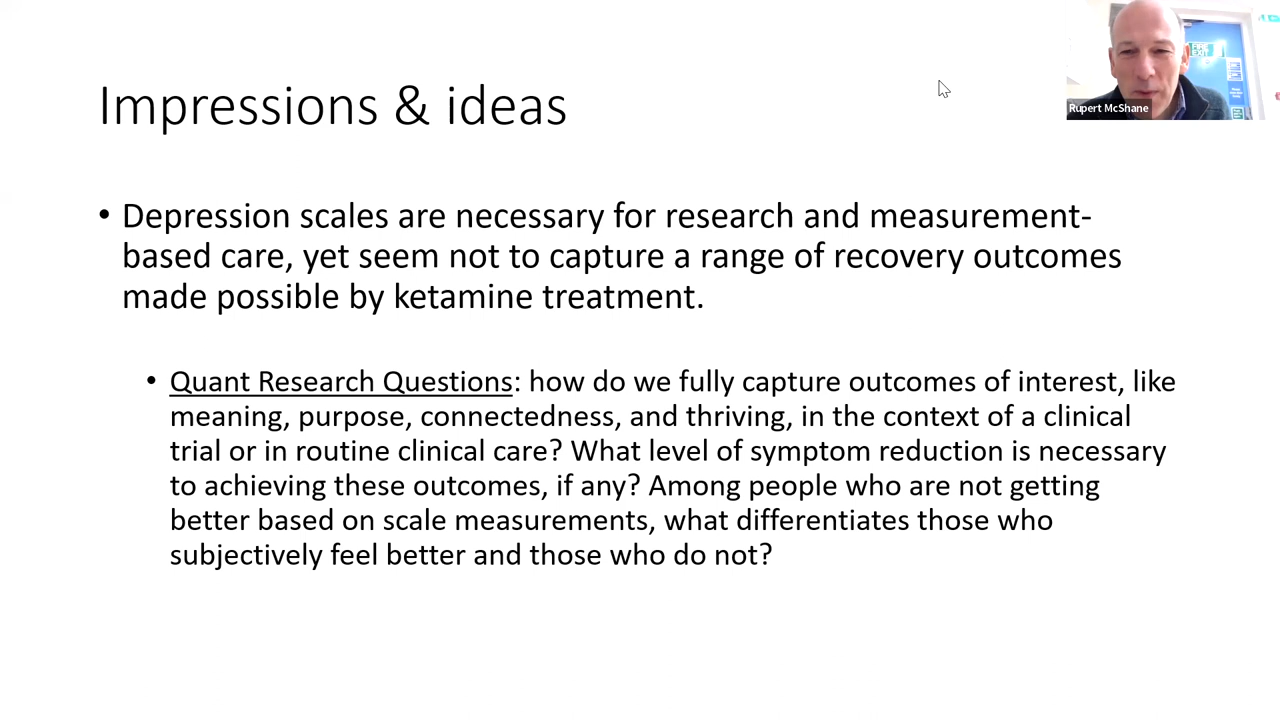 Impressions & ideas
• Depression scales are necessary for research and measurement-
based care, yet seem not to capture a range of recovery outcomes
made possible by ketamine treatment.
• Quant Research Questions: how do we fully capture outcomes of interest, like
meaning, purpose, connectedness, and thriving, in the context of a clinical
trial or in routine clinical care? What level of symptom reduction is necessary
to achieving these outcomes, if any? Among people who are not getting
better based on scale measurements, what differentiates those who
subjectively feel better and those who do not?
FIRE
EXIT
Rupert McShane